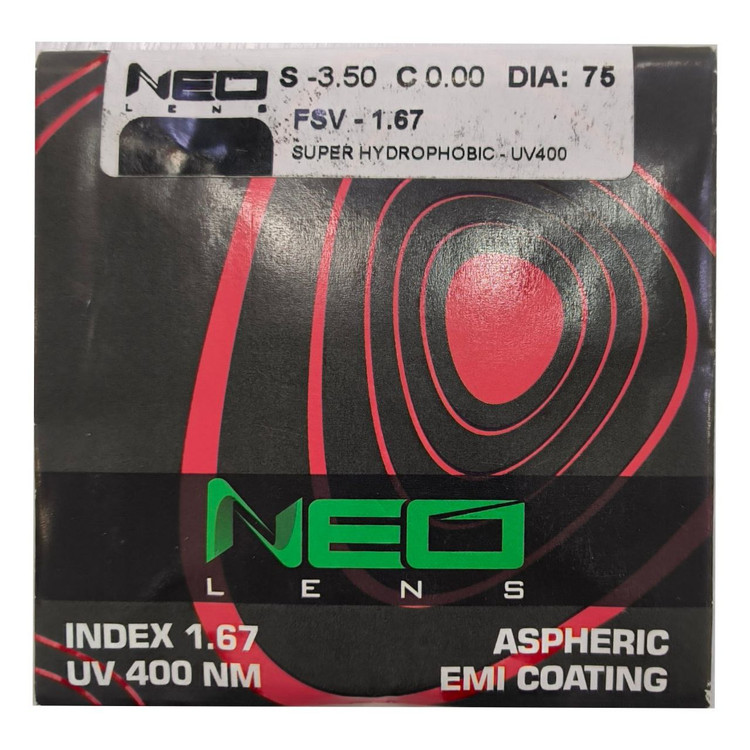 NEO S -3.50 C 0.00 DIA: 75
LENS
FSV - 1.67
SUPER HYDROPHOBIC - UV400
NEO
LENS
INDEX 1.67
UV 400 NM
ASPHERIC
EMI COATING